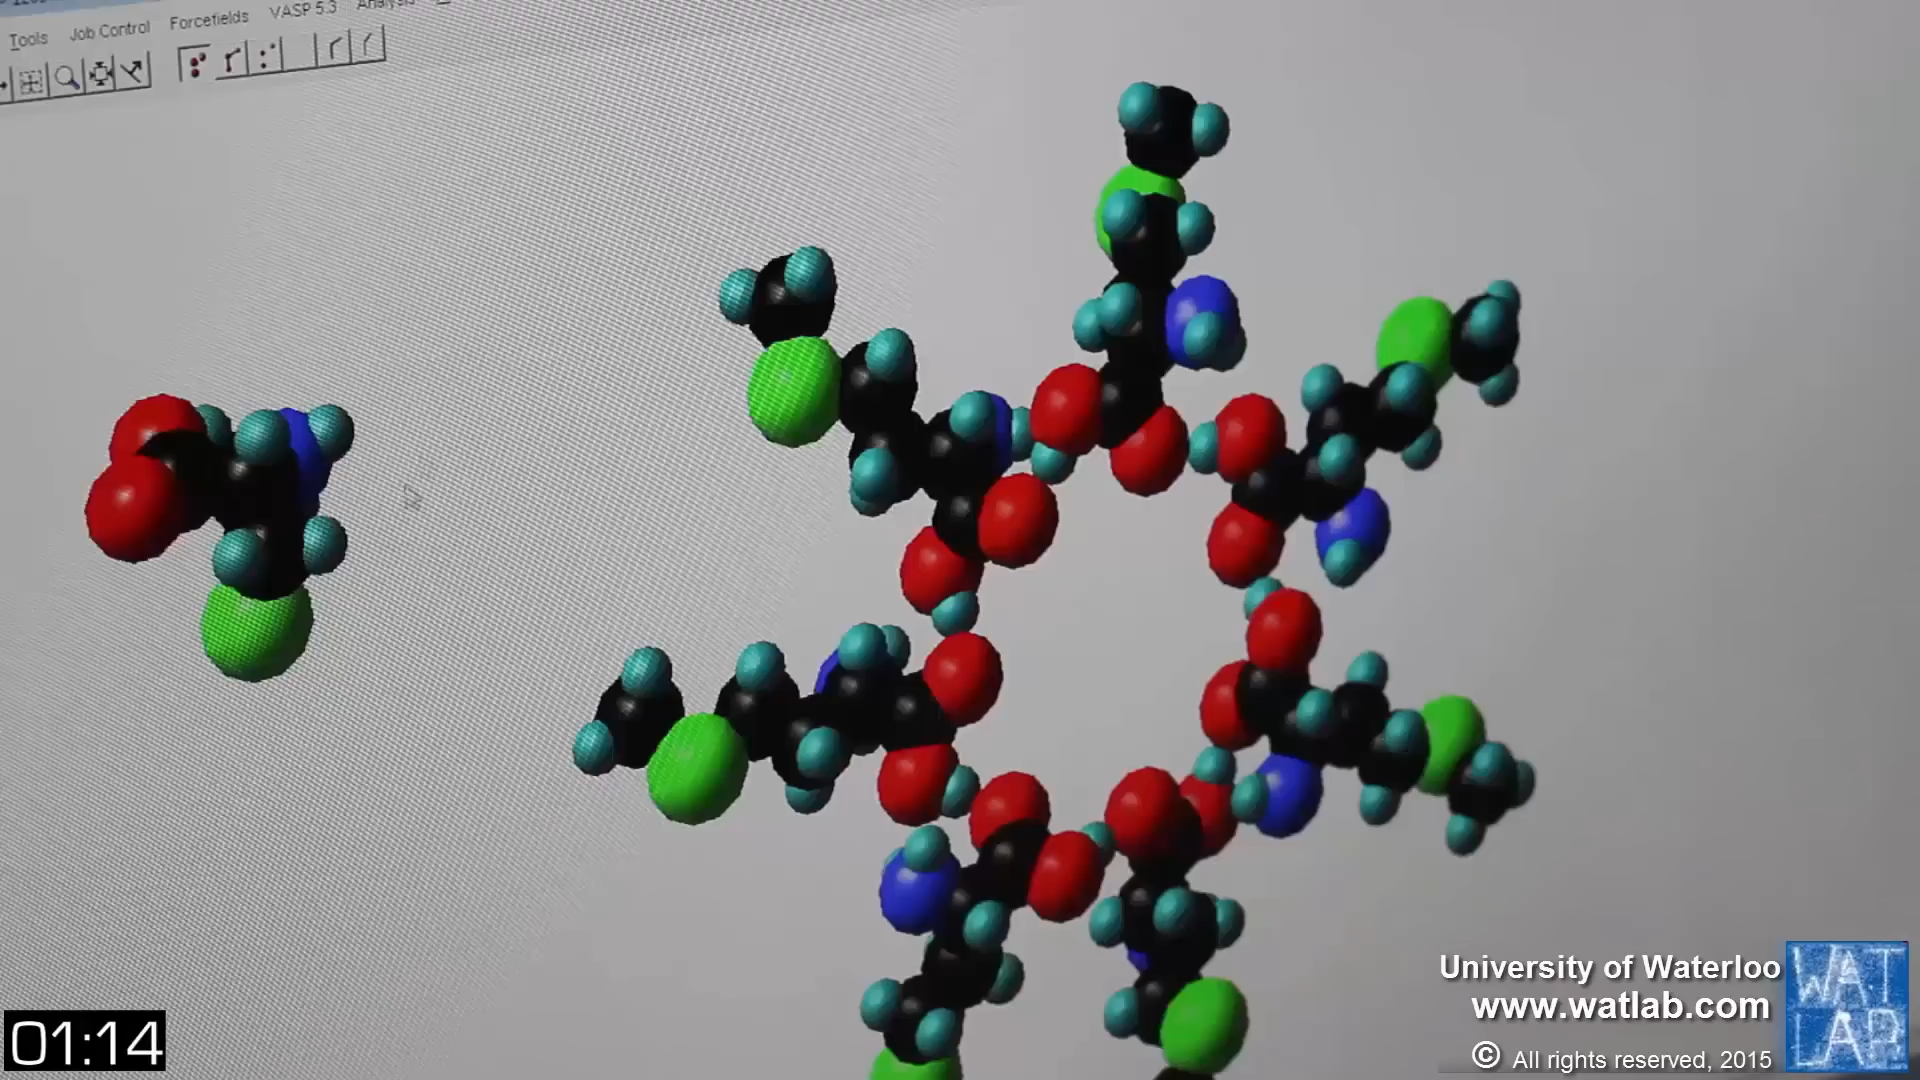 Tools Job Control Forcefields VASP 5.3 Analysis
01:14
University of Waterloo
www.watlab.com
© All rights reserved, 2015
WAT
LAB